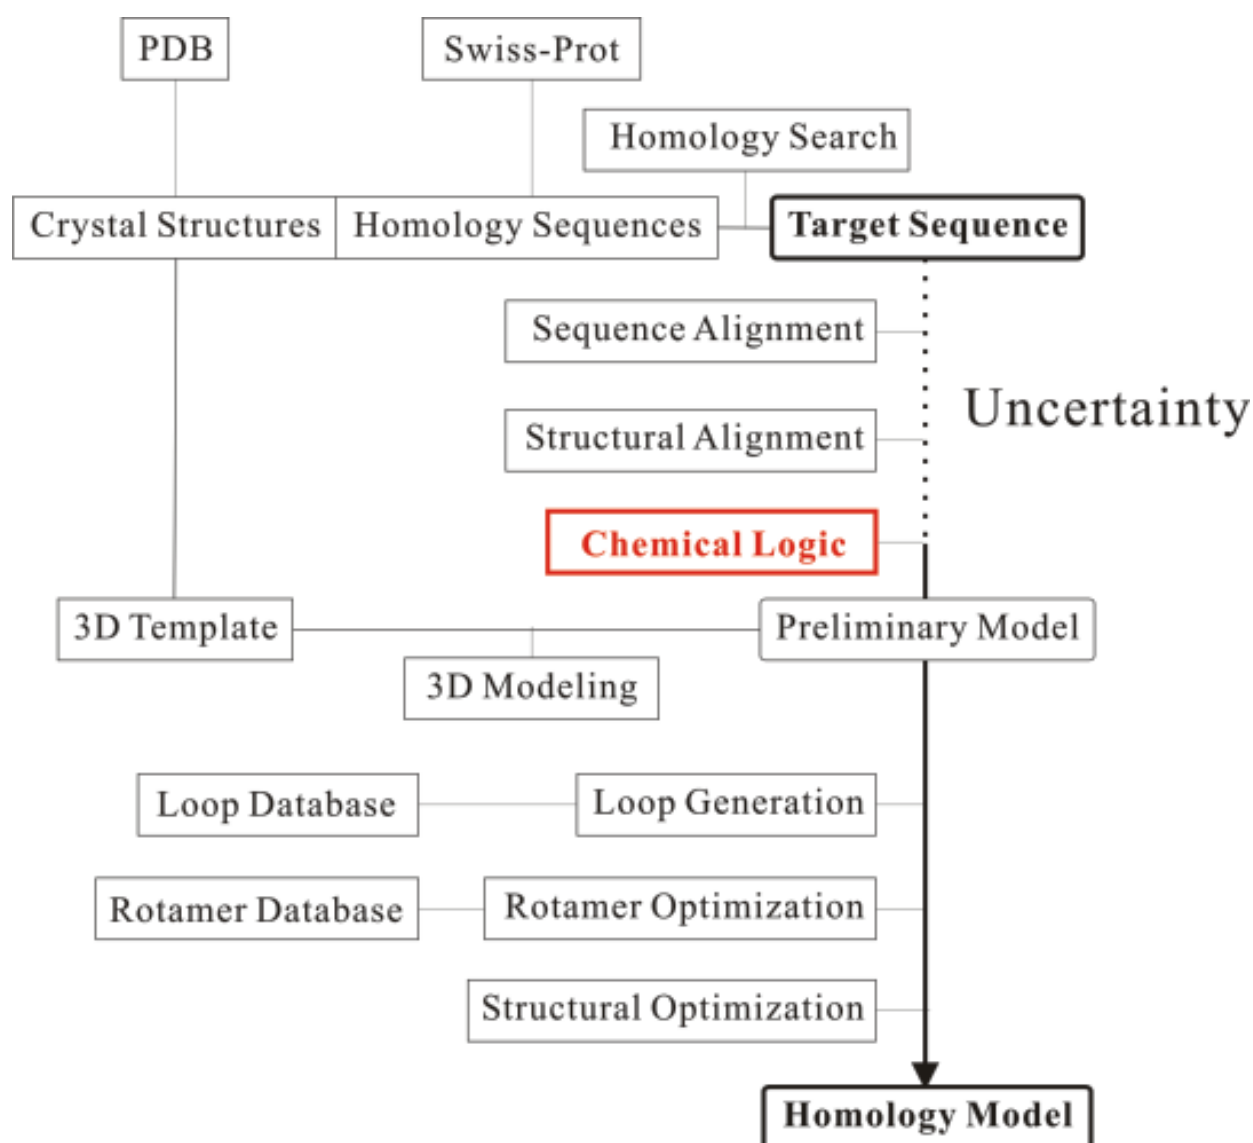 PDB
Swiss-Prot
Homology Search
Crystal Structures
Homology Sequences
Target Sequence
Sequence Alignment
Uncertainty
Structural Alignment
Chemical Logic
3D Template
Preliminary Model
3D Modeling
Loop Database
Loop Generation
Rotamer Database
Rotamer Optimization
Structural Optimization
Homology Model